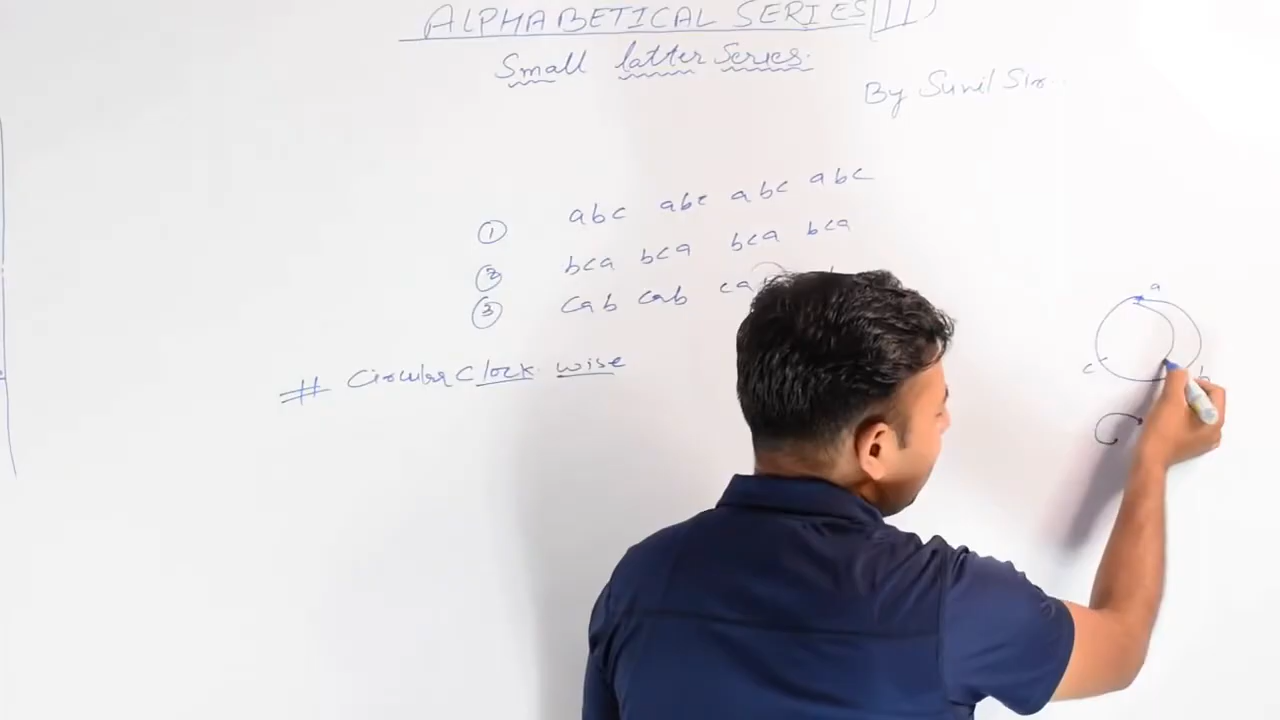 ALPHABETICAL SERIES
Small latter Series.
By Sunil Sir..
① abc abc abc abc
② bca bca bca bca
③ cab cab ca
# Circular Clock wise
a
c
b